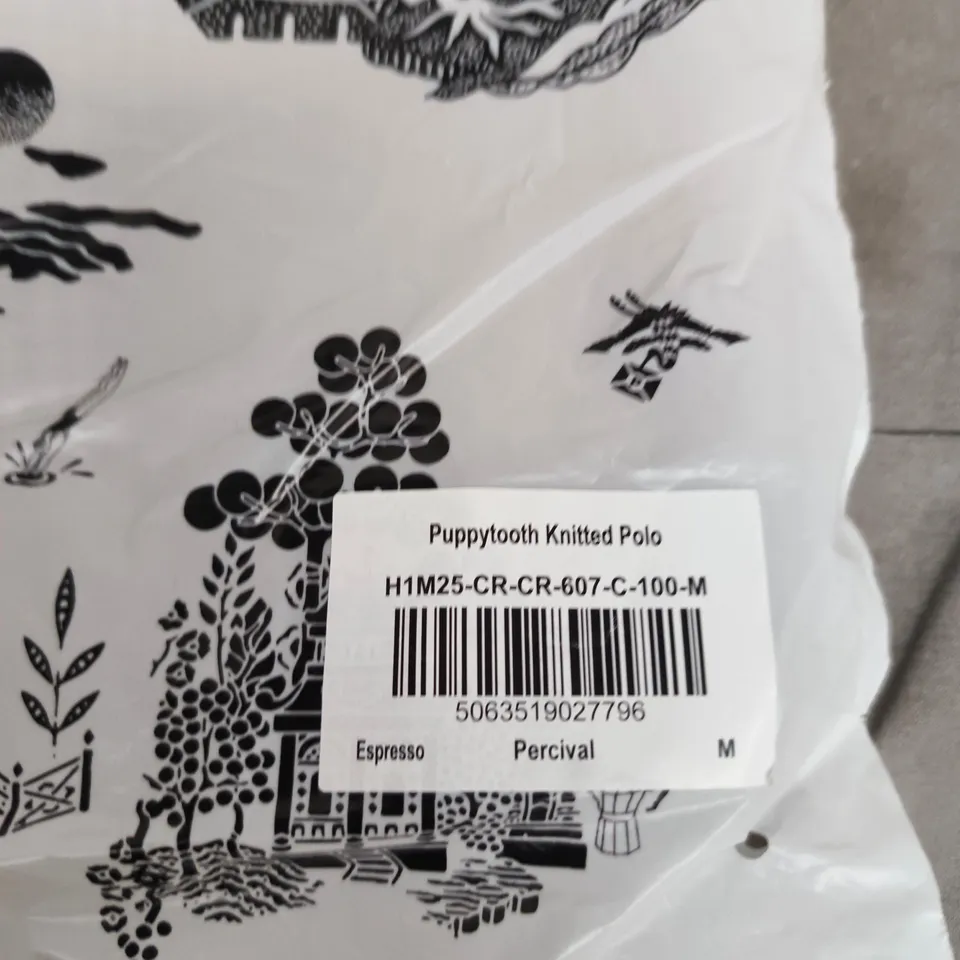 Puppytooth Knitted Polo
H1M25-CR-CR-607-C-100-M
5063519027796
Espresso Percival M